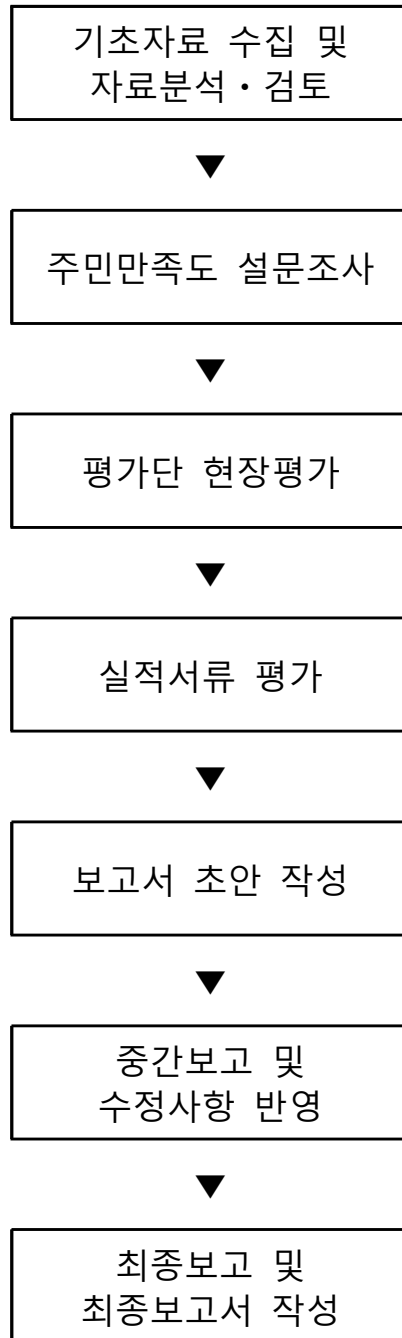 기초자료 수집 및
자료분석・검토
▼
주민만족도 설문조사
▼
평가단 현장평가
▼
실적서류 평가
▼
보고서 초안 작성
▼
중간보고 및
수정사항 반영
▼
최종보고 및
최종보고서 작성